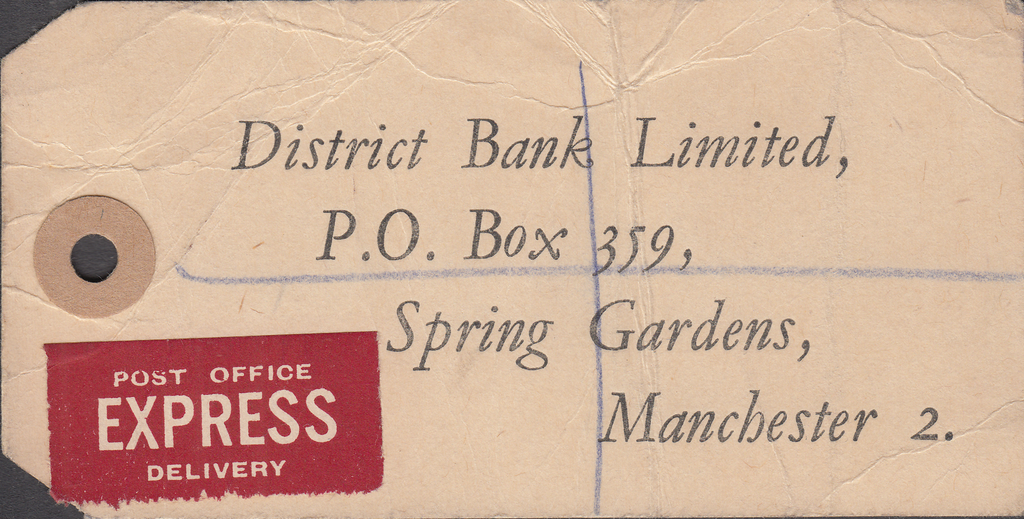 District Bank Limited,
P.O. Box 359,
Spring Gardens,
Manchester 2.
POST OFFICE
EXPRESS
DELIVERY